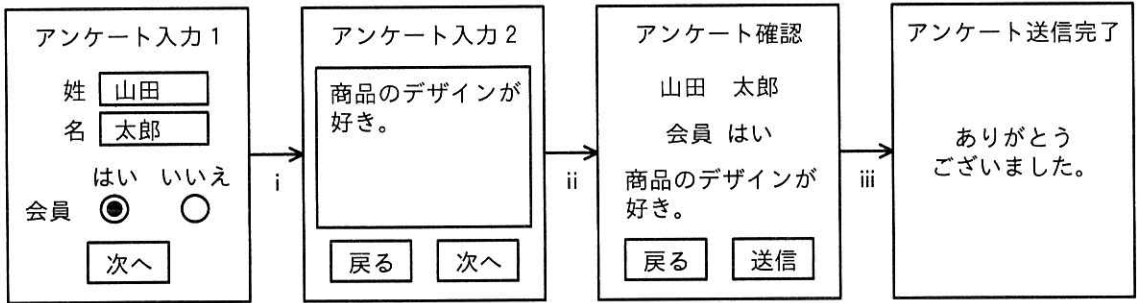 アンケート入力1
姓 山田
名 太郎
はい いいえ
会員
次へ
i
アンケート入力2
商品のデザインが
好き。
戻る 次へ
ii
アンケート確認
山田 太郎
会員 はい
商品のデザインが
好き。
戻る 送信
iii
アンケート送信完了
ありがとう
ございました。